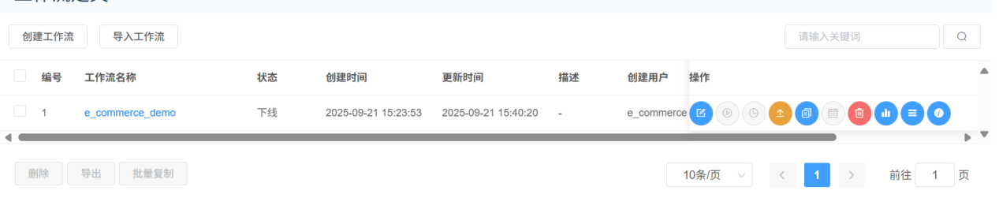 创建工作流 导入工作流 请输入关键词
编号 工作流名称 状态 创建时间 更新时间 描述 创建用户 操作
1 e_commerce_demo 下线 2025-09-21 15:23:53 2025-09-21 15:40:20 - e_commerce
删除 导出 批量复制 10条/页 1 前往 1 页